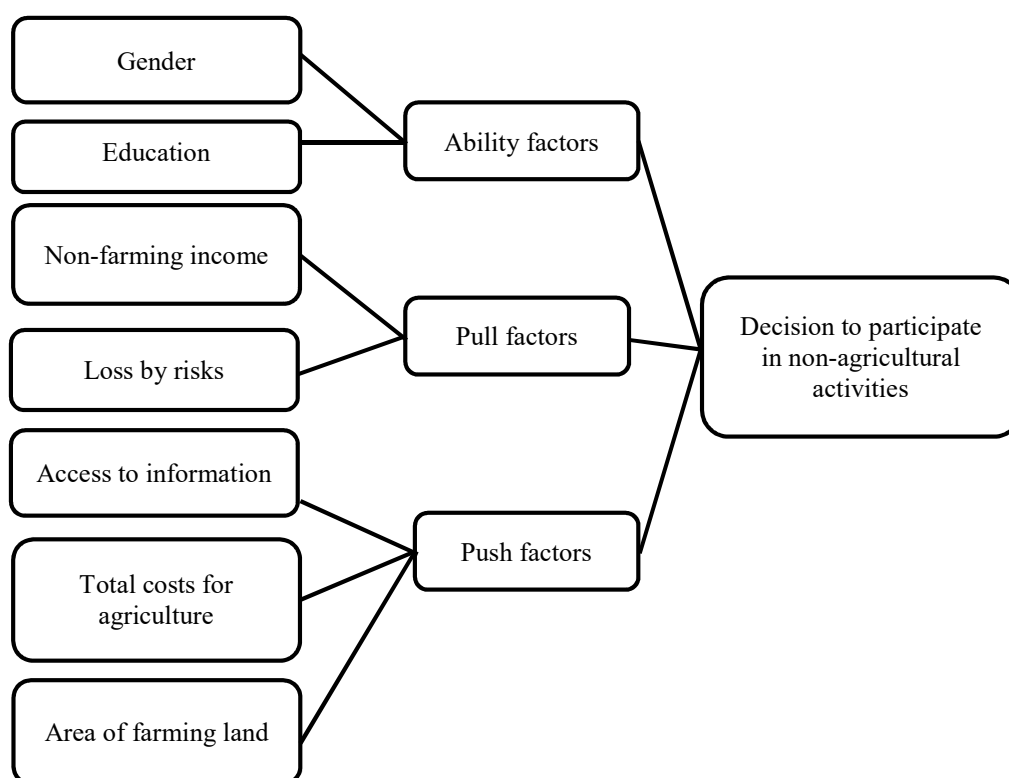 Gender
Education
Non-farming income
Loss by risks
Access to information
Total costs for
agriculture
Area of farming land
Ability factors
Pull factors
Push factors
Decision to participate
in non-agricultural
activities